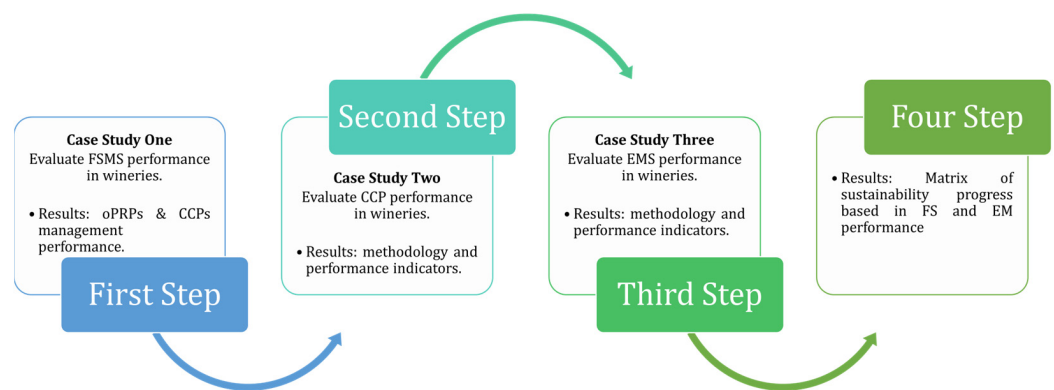 Case Study One
Evaluate FSMS performance
in wineries.
• Results: oPRPs & CCPs
management
performance.
First Step
Second Step
Case Study Two
Evaluate CCP performance
in wineries.
• Results: methodology and
performance indicators.
Case Study Three
Evaluate EMS performance
in wineries.
• Results: methodology and
performance indicators.
Third Step
Four Step
• Results: Matrix of
sustainability progress
based in FS and EM
performance